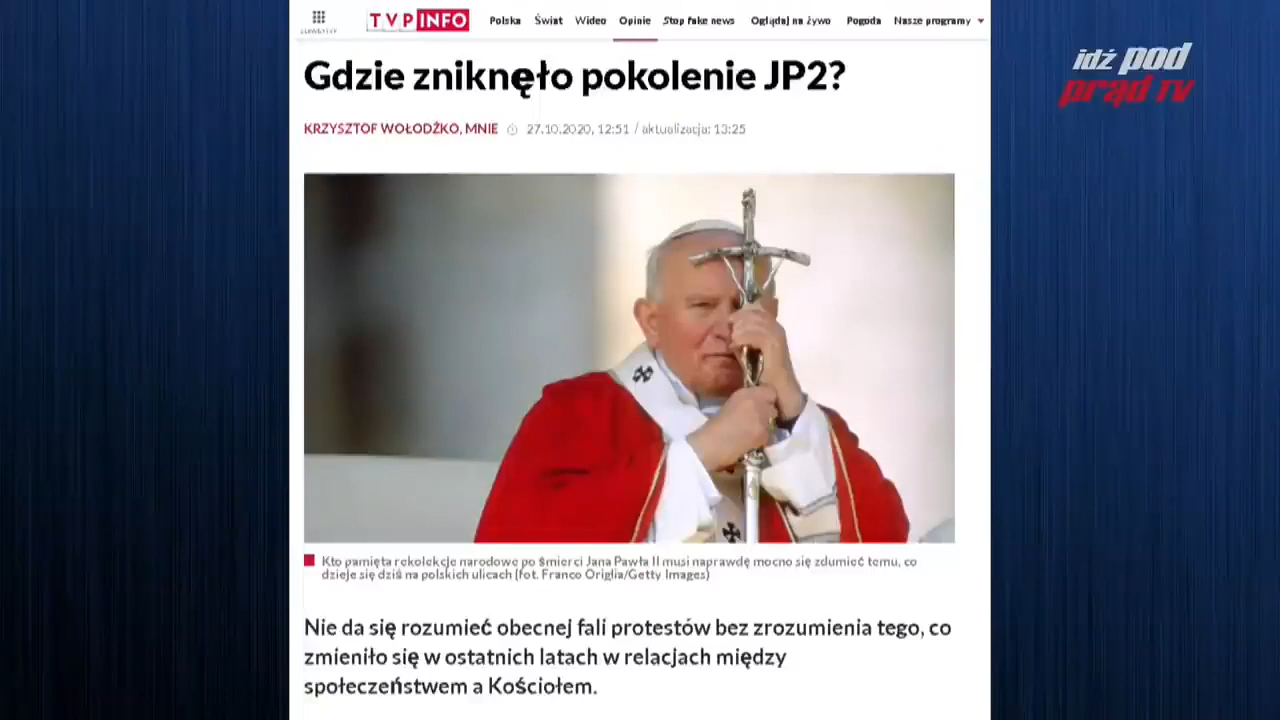 TVP INFO
Polska Świat Wideo Opinie Stop fake news Oglądaj na żywo Pogoda Nasze programy
idź pod
prąd TV
Gdzie zniknęło pokolenie JP2?
KRZYSZTOF WOŁODŹKO, MNIE 27.10.2020, 12:51 / aktualizacja: 13:25
Kto pamięta rekolekcje narodowe po śmierci Jana Pawła II musi naprawdę mocno się zdumieć temu, co
dzieje się dziś na polskich ulicach (fot. Franco Origlia/Getty Images)
Nie da się rozumieć obecnej fali protestów bez zrozumienia tego, co
zmieniło się w ostatnich latach w relacjach między
społeczeństwem a Kościołem.